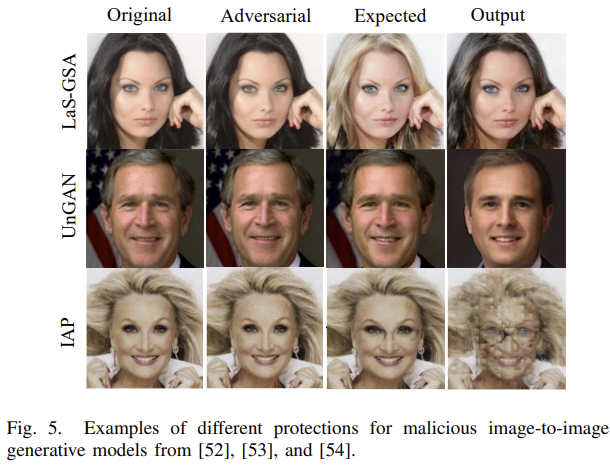 Original Adversarial Expected Output
LaS-GSA
UnGAN
IAP
Fig. 5. Examples of different protections for malicious image-to-image
generative models from [52], [53], and [54].